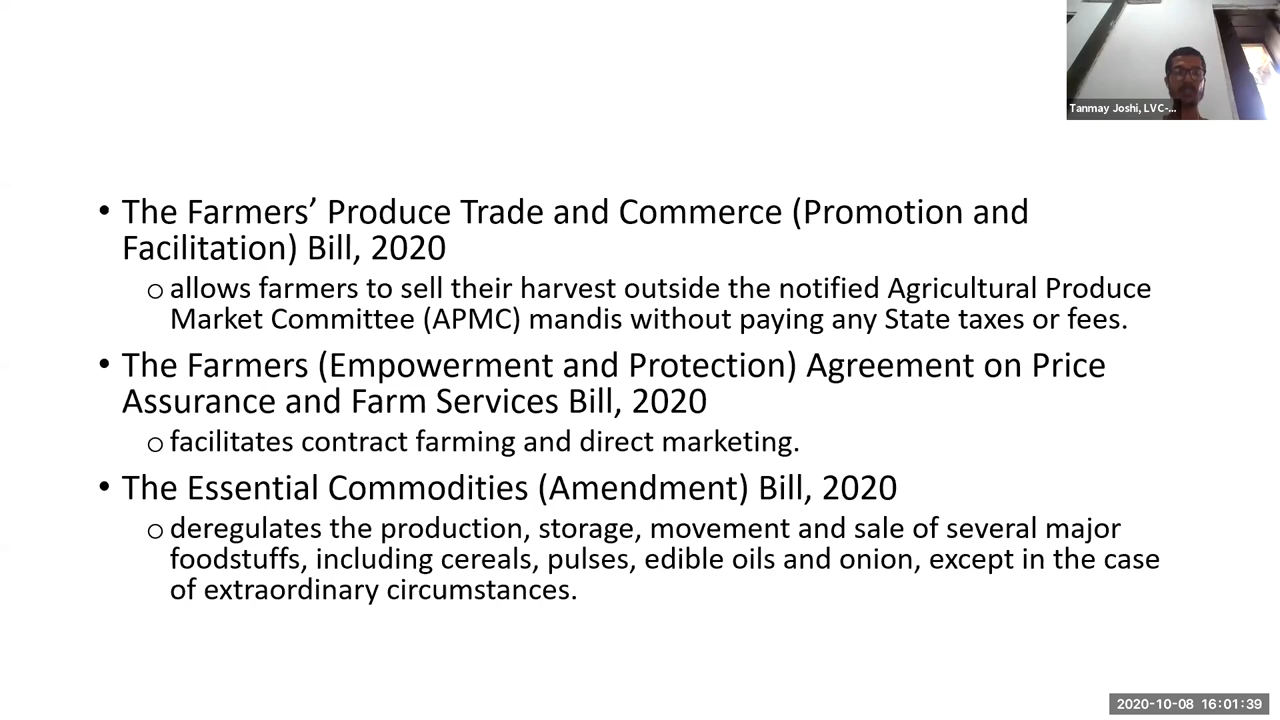 Tanmay Joshi, LVC-...
• The Farmers’ Produce Trade and Commerce (Promotion and
Facilitation) Bill, 2020
o allows farmers to sell their harvest outside the notified Agricultural Produce
Market Committee (APMC) mandis without paying any State taxes or fees.
• The Farmers (Empowerment and Protection) Agreement on Price
Assurance and Farm Services Bill, 2020
o facilitates contract farming and direct marketing.
• The Essential Commodities (Amendment) Bill, 2020
o deregulates the production, storage, movement and sale of several major
foodstuffs, including cereals, pulses, edible oils and onion, except in the case
of extraordinary circumstances.
2020-10-08 16:01:39